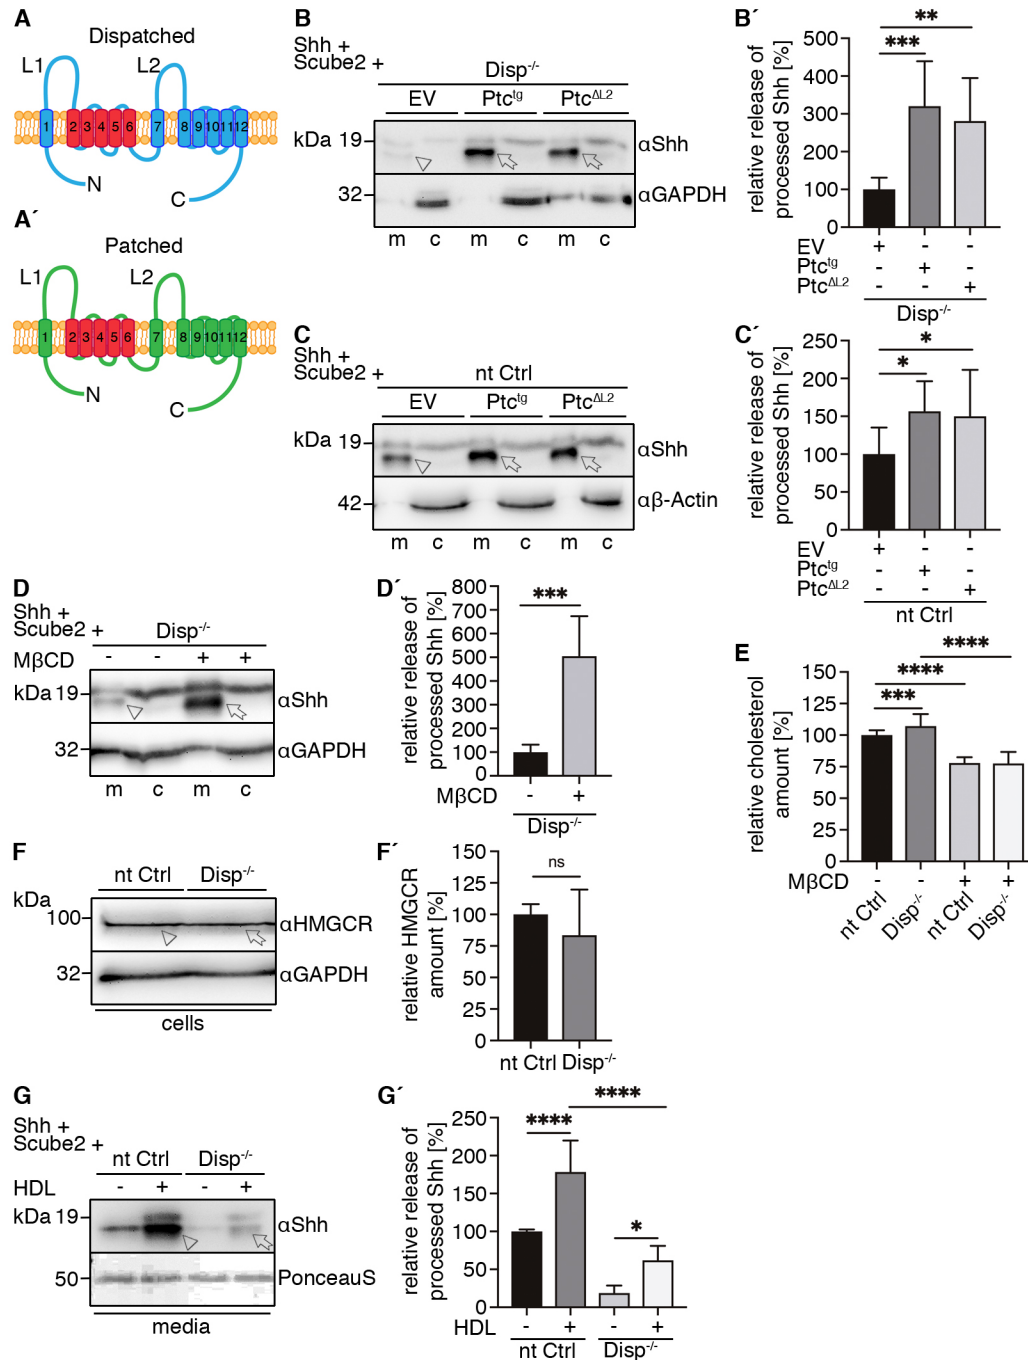 A
Dispatched
L1 L2
1 2 3 4 5 6 7 8 9 10 11 12
N
C
A´
Patched
L1 L2
1 2 3 4 5 6 7 8 9 10 11 12
N
C
B
Shh +
Scube2 +
Disp-/-
EV Ptctg PtcΔL2
kDa 19 αShh
32 αGAPDH
m c m c m c
B´
relative release of
processed Shh [%]
500
400
300
200
100
0
*** **
EV + - -
Ptctg - + -
PtcΔL2 - - +
Disp-/-
C
Shh +
Scube2 +
nt Ctrl
EV Ptctg PtcΔL2
kDa 19 αShh
42 αβ-Actin
m c m c m c
C´
relative release of
processed Shh [%]
250
200
150
100
50
0
* *
EV + - -
Ptctg - + -
PtcΔL2 - - +
nt Ctrl
D
Shh +
Scube2 +
Disp-/-
MβCD - - + +
kDa 19 αShh
32 αGAPDH
m c m c
D´
relative release of
processed Shh [%]
800
700
600
500
400
300
200
100
0
***
MβCD - +
Disp-/-
E
relative cholesterol
amount [%]
150
125
100
75
50
25
0
*** **** ****
MβCD - - + +
nt Ctrl Disp-/- nt Ctrl Disp-/-
F
nt Ctrl Disp-/-
kDa
100 αHMGCR
32 αGAPDH
cells
F´
relative HMGCR
amount [%]
150
125
100
75
50
25
0
ns
nt Ctrl Disp-/-
G
Shh +
Scube2 +
nt Ctrl Disp-/-
HDL - + - +
kDa 19 αShh
50 PonceauS
media
G´
relative release of
processed Shh [%]
250
200
150
100
50
0
**** **** *
HDL - + - +
nt Ctrl Disp-/-